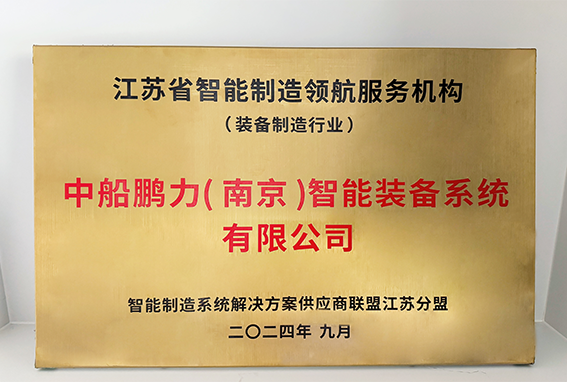 江苏省智能制造领航服务机构
（装备制造行业）
中船鹏力(南京)智能装备系统
有限公司
智能制造系统解决方案供应商联盟江苏分盟
二〇二四年 九月